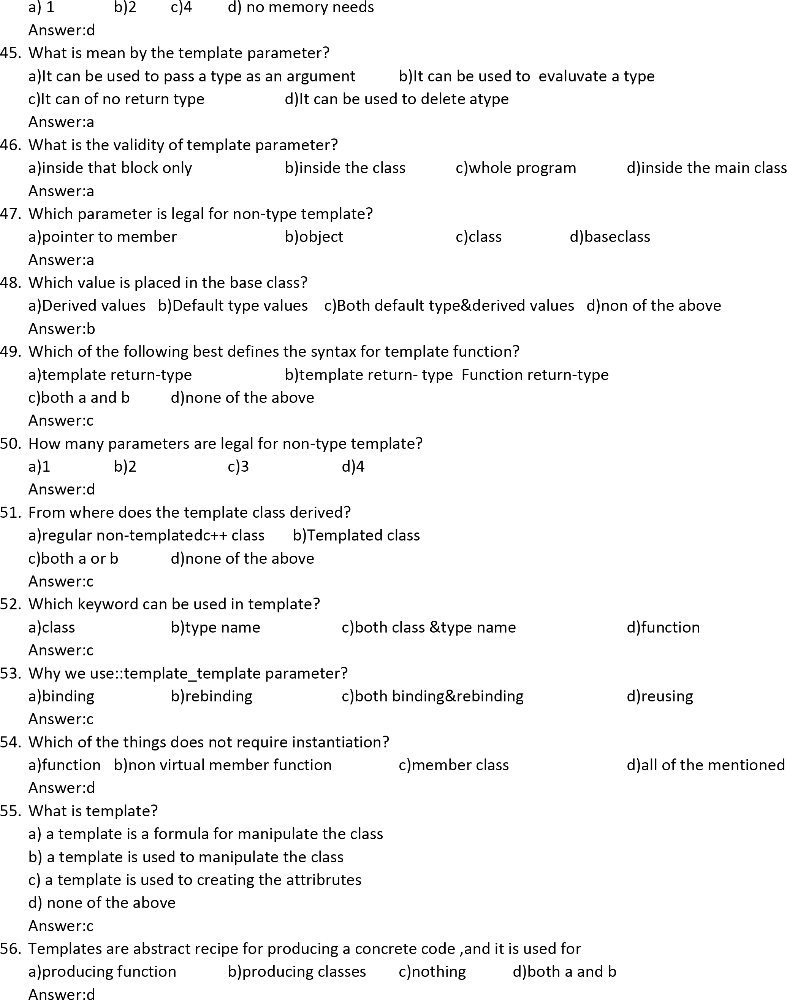 a) 1 b)2 c)4 d) no memory needs
Answer:d
45. What is mean by the template parameter?
a)It can be used to pass a type as an argument b)It can be used to evaluvate a type
c)It can of no return type d)It can be used to delete atype
Answer:a
46. What is the validity of template parameter?
a)inside that block only b)inside the class c)whole program d)inside the main class
Answer:a
47. Which parameter is legal for non-type template?
a)pointer to member b)object c)class d)baseclass
Answer:a
48. Which value is placed in the base class?
a)Derived values b)Default type values c)Both default type&derived values d)non of the above
Answer:b
49. Which of the following best defines the syntax for template function?
a)template return-type b)template return- type Function return-type
c)both a and b d)none of the above
Answer:c
50. How many parameters are legal for non-type template?
a)1 b)2 c)3 d)4
Answer:d
51. From where does the template class derived?
a)regular non-templatedc++ class b)Templated class
c)both a or b d)none of the above
Answer:c
52. Which keyword can be used in template?
a)class b)type name c)both class &type name d)function
Answer:c
53. Why we use::template_template parameter?
a)binding b)rebinding c)both binding&rebinding d)reusing
Answer:c
54. Which of the things does not require instantiation?
a)function b)non virtual member function c)member class d)all of the mentioned
Answer:d
55. What is template?
a) a template is a formula for manipulate the class
b) a template is used to manipulate the class
c) a template is used to creating the attribrutes
d) none of the above
Answer:c
56. Templates are abstract recipe for producing a concrete code ,and it is used for
a)producing function b)producing classes c)nothing d)both a and b
Answer:d